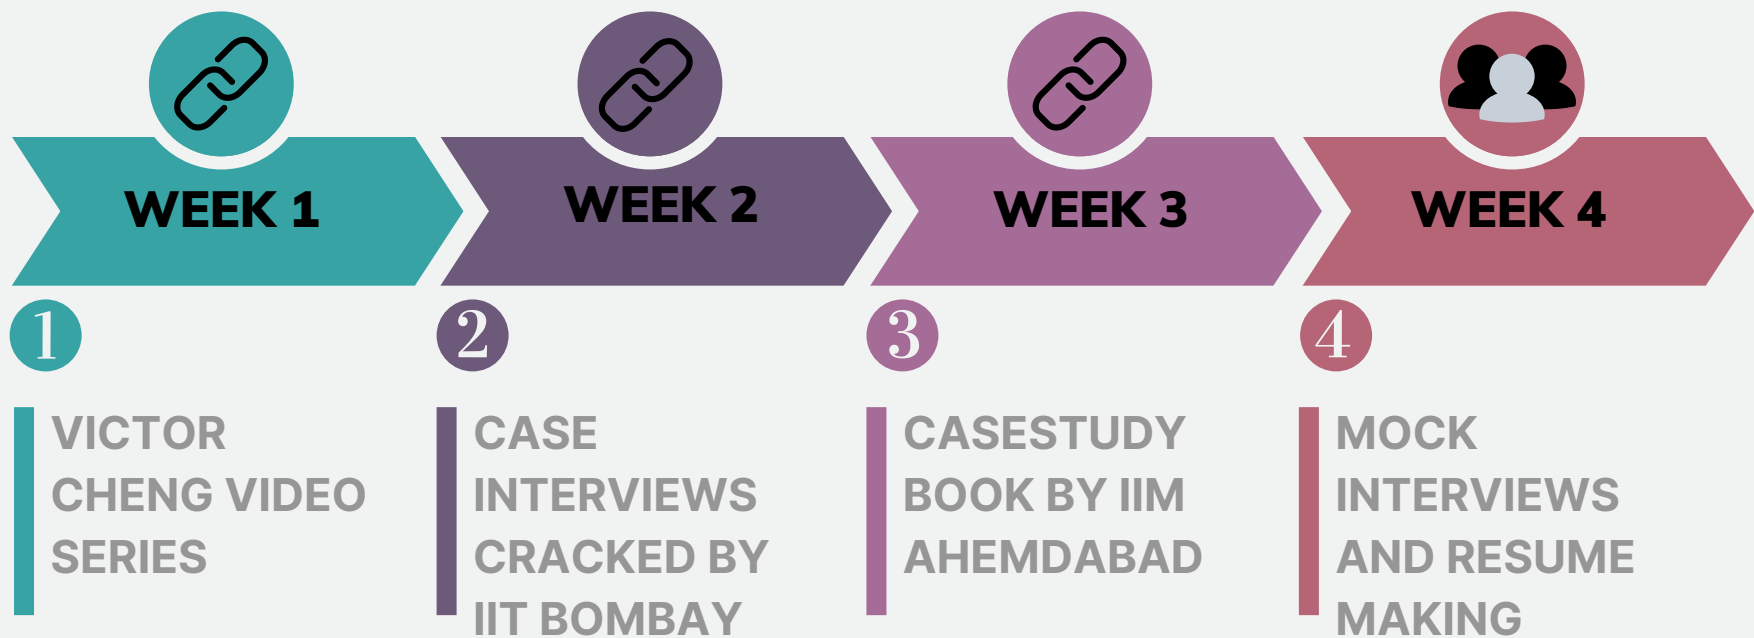 WEEK 1
WEEK 2
WEEK 3
WEEK 4
1
VICTOR
CHENG VIDEO
SERIES
2
CASE
INTERVIEWS
CRACKED BY
IIT BOMBAY
3
CASESTUDY
BOOK BY IIM
AHEMDABAD
4
MOCK
INTERVIEWS
AND RESUME
MAKING